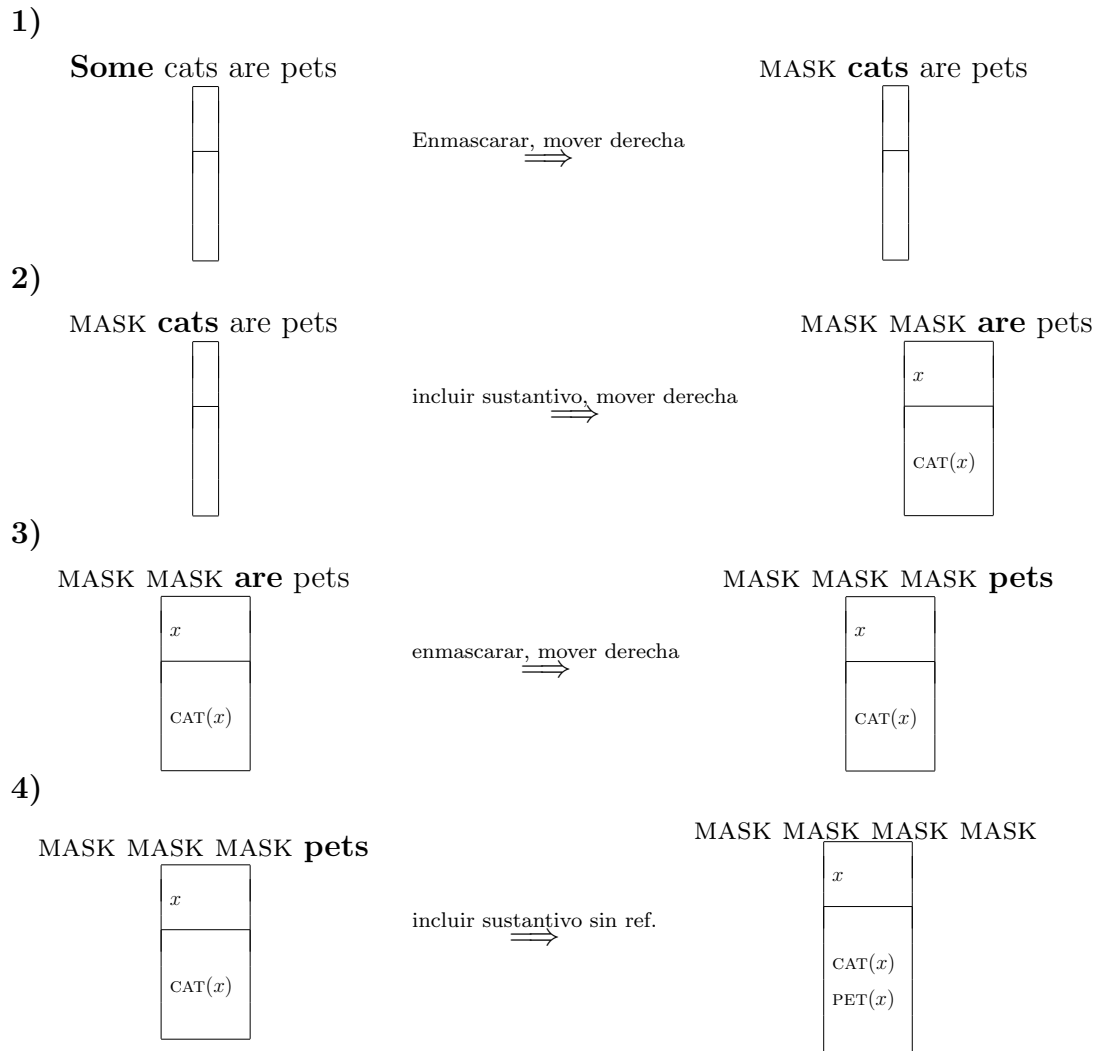 1)
Some cats are pets
MASK cats are pets
Enmascarar, mover derecha
⟹
2)
MASK cats are pets
MASK MASK are pets
x
incluir sustantivo, mover derecha
⟹
CAT(x)
3)
MASK MASK are pets
MASK MASK MASK pets
x
x
enmascarar, mover derecha
⟹
CAT(x)
CAT(x)
4)
MASK MASK MASK MASK
MASK MASK MASK pets
x
x
incluir sustantivo sin ref.
⟹
CAT(x)
CAT(x)
PET(x)